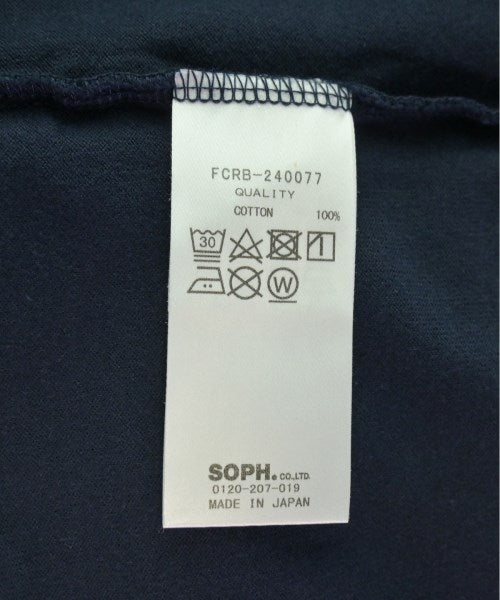 FCRB-240077
QUALITY
COTTON 100%
30
W
SOPH. CO.,LTD.
0120-207-019
MADE IN JAPAN